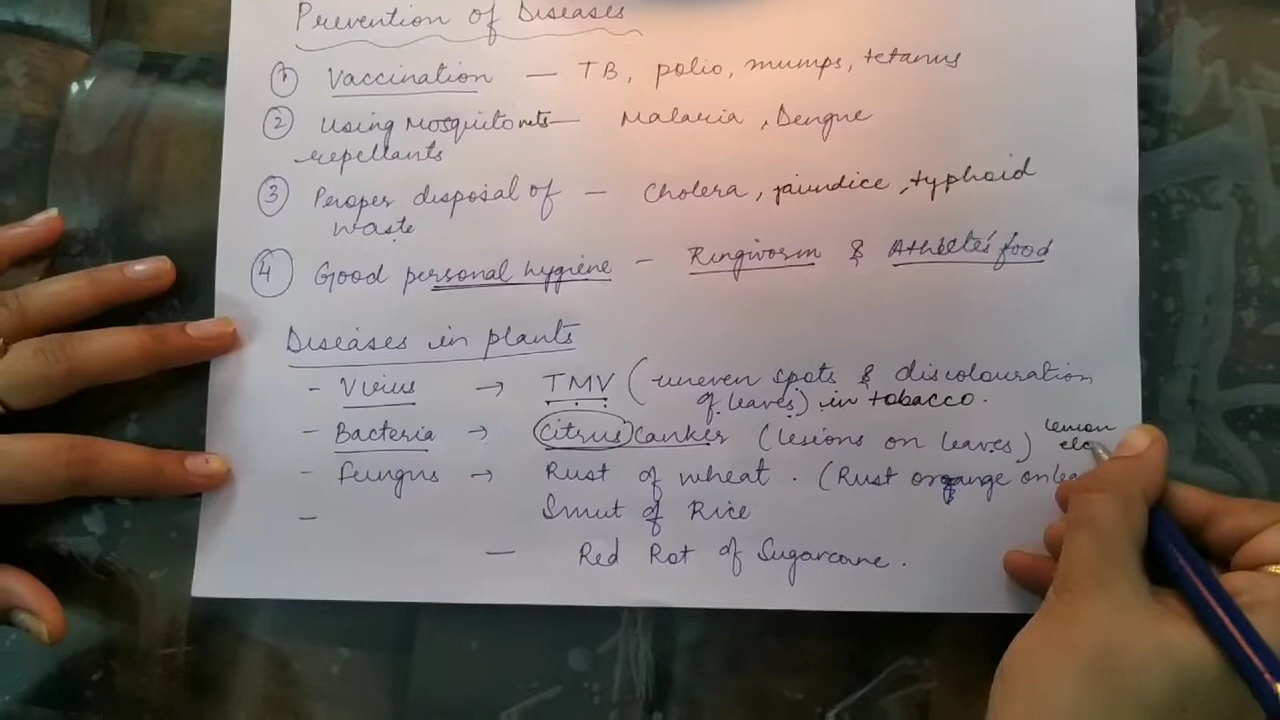 Prevention of Diseases
① Vaccination — TB, polio, mumps, tetanus
② Using Mosquito nets — Malaria, Dengue
repellants
③ Proper disposal of — Cholera, jaundice, typhoid
waste
④ Good personal hygiene — Ringworm & Athlete's food
Diseases in plants
- Virus → TMV (uneven spots & discolouration
of leaves) in tobacco.
- Bacteria → Citrus canker (lesions on leaves) lemon
- Fungus → Rust of wheat. (Rust orange on
- Smut of Rice
— Red Rot of Sugarcane.